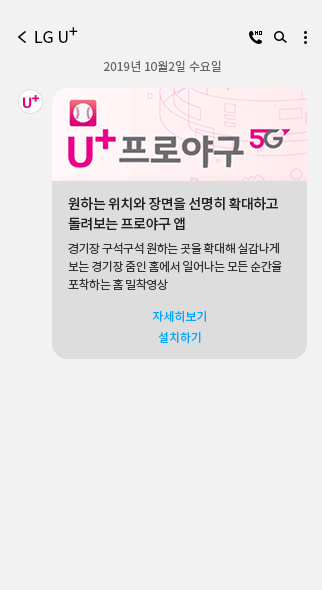 LG U+
HD
2019년 10월2일 수요일
U+
U+프로야구 5G
원하는 위치와 장면을 선명히 확대하고
돌려보는 프로야구 앱
경기장 구석구석 원하는 곳을 확대해 실감나게
보는 경기장 줌인 홈에서 일어나는 모든 순간을
포착하는 홈 밀착영상
자세히보기
설치하기